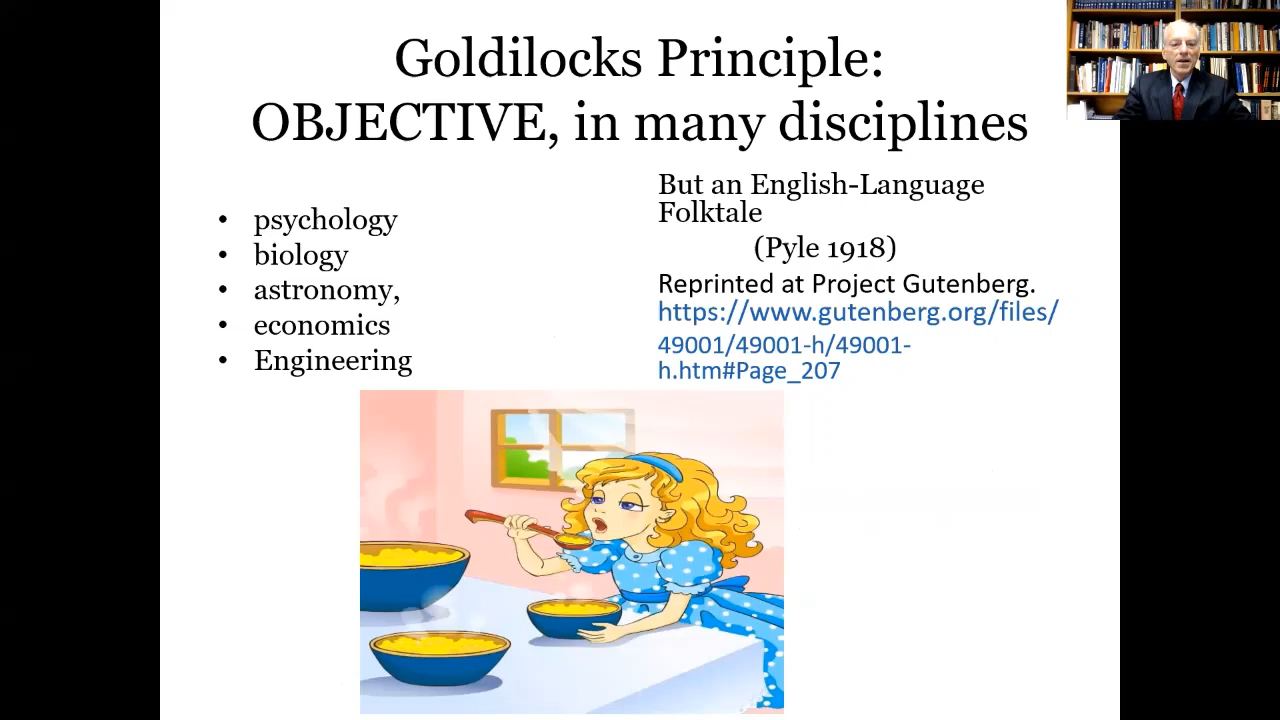 Goldilocks Principle:
OBJECTIVE, in many disciplines
• psychology
• biology
• astronomy,
• economics
• Engineering
But an English-Language
Folktale
(Pyle 1918)
Reprinted at Project Gutenberg.
https://www.gutenberg.org/files/
49001/49001-h/49001-
h.htm#Page_207